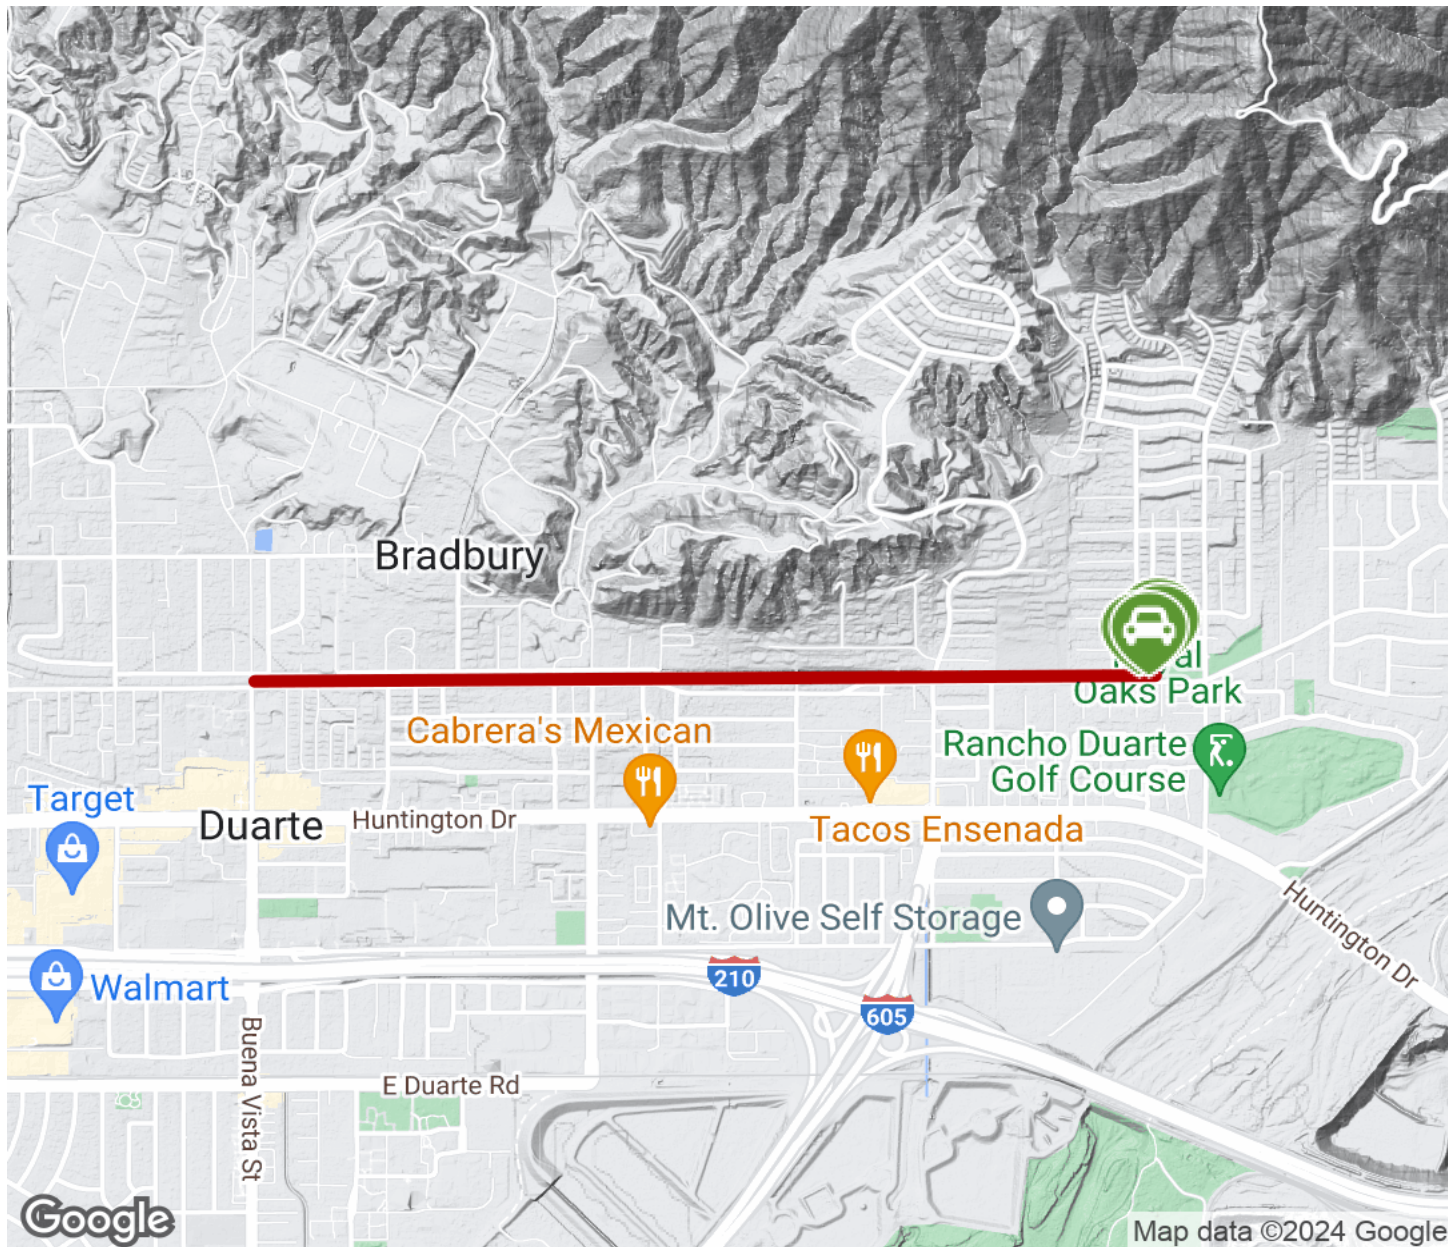 Bradbury
Oaks Park
Cabrera's Mexican
Rancho Duarte
Golf Course
Target
Duarte
Huntington Dr
Tacos Ensenada
Mt. Olive Self Storage
Huntington Dr
Walmart
210
605
Buena Vista St
E Duarte Rd
Google
Map data ©2024 Google